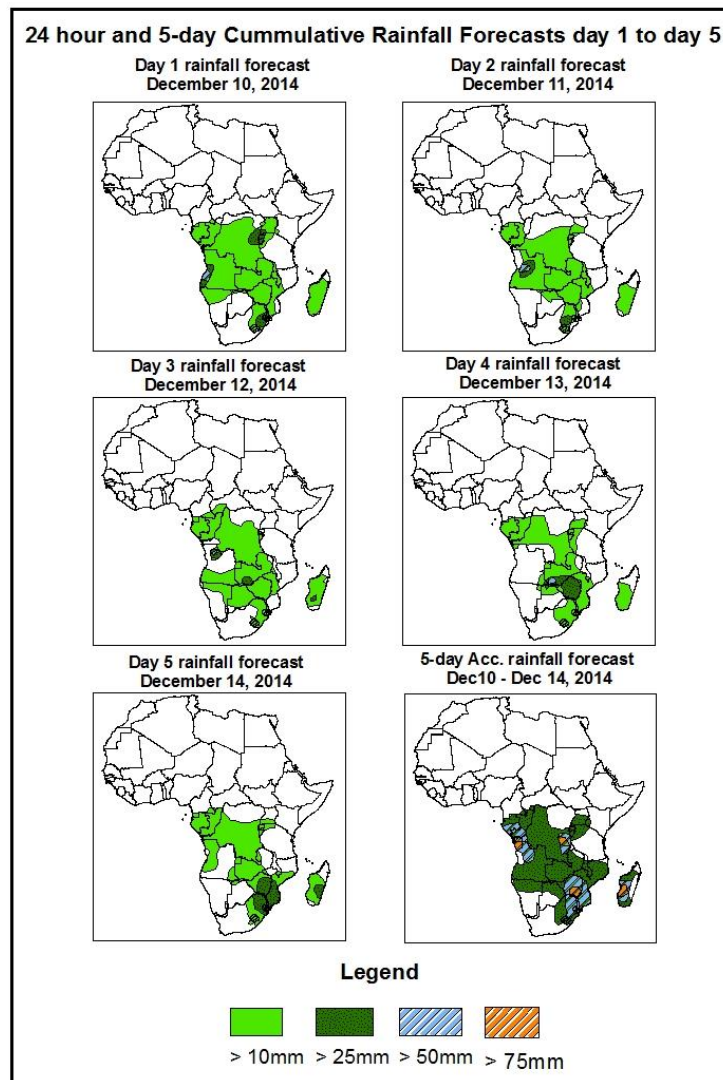 24 hour and 5-day Cummulative Rainfall Forecasts day 1 to day 5
Day 1 rainfall forecast
December 10, 2014
Day 2 rainfall forecast
December 11, 2014
Day 3 rainfall forecast
December 12, 2014
Day 4 rainfall forecast
December 13, 2014
Day 5 rainfall forecast
December 14, 2014
5-day Acc. rainfall forecast
Dec10 - Dec 14, 2014
Legend
> 10mm > 25mm > 50mm > 75mm